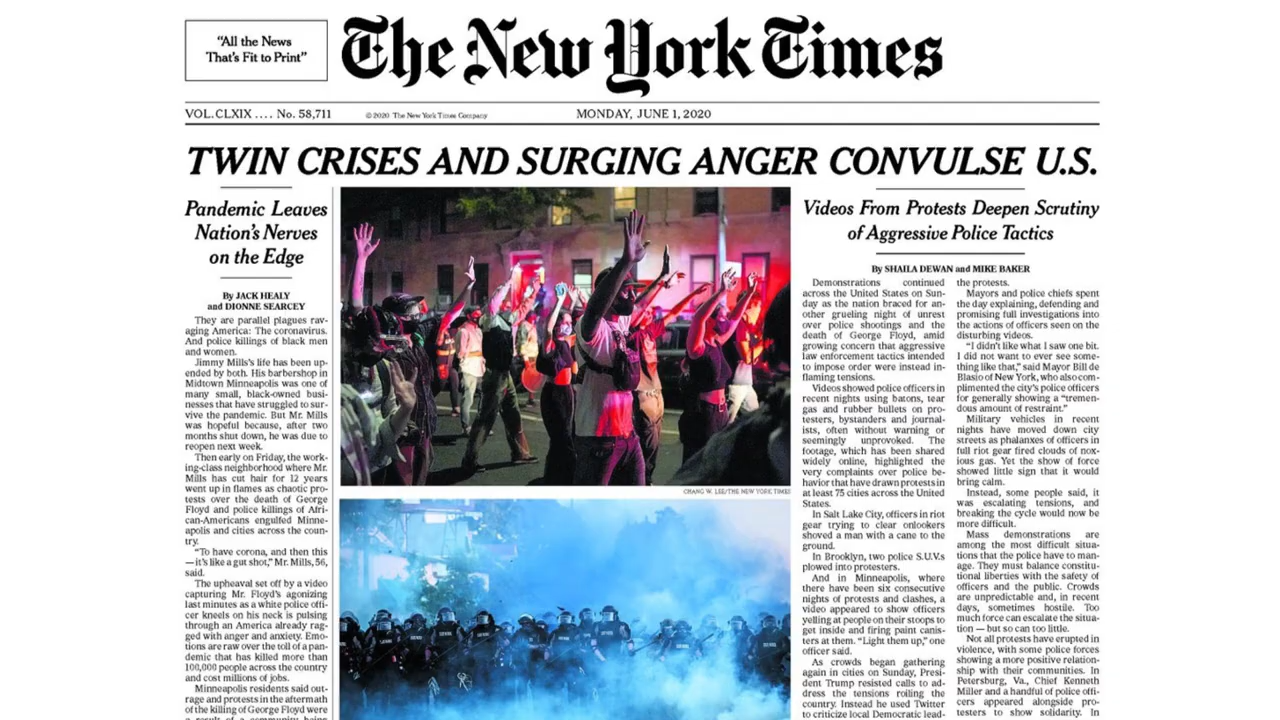 “All the News
That’s Fit to Print”
The New York Times
VOL. CLXIX .... No. 58,711
© 2020 The New York Times Company
MONDAY, JUNE 1, 2020
TWIN CRISES AND SURGING ANGER CONVULSE U.S.
Pandemic Leaves
Nation’s Nerves
on the Edge
By JACK HEALY
and DIONNE SEARCEY
They are parallel plagues rav-
aging America: The coronavirus.
And police killings of black men
and women.
Jimmy Mills’s life has been up-
ended by both. His barbershop in
Midtown Minneapolis was one of
many small, black-owned busi-
nesses that have struggled to sur-
vive the pandemic. But Mr. Mills
was hopeful because, after two
months shut down, he was due to
reopen next week.
Then early on Friday, the work-
ing-class neighborhood where Mr.
Mills has cut hair for 12 years
went up in flames as chaotic pro-
tests over the death of George
Floyd and police killings of Afri-
can-Americans engulfed Minne-
apolis and cities across the coun-
try.
“To have corona, and then this
— it’s like a gut shot,” Mr. Mills, 56,
said.
The upheaval set off by a video
capturing Mr. Floyd’s agonizing
last minutes as a white police offi-
cer kneels on his neck is pulsing
through an America already rag-
ged with anger and anxiety. Emo-
tions are raw over the toll of a pan-
demic that has killed more than
100,000 people across the country
and cost millions of jobs.
Minneapolis residents said out-
rage and protests in the aftermath
of the killing of George Floyd were
a result of a community being
CHANG W. LEE/THE NEW YORK TIMES
Videos From Protests Deepen Scrutiny
of Aggressive Police Tactics
By SHAILA DEWAN and MIKE BAKER
Demonstrations continued
across the United States on Sun-
day as the nation braced for an-
other grueling night of unrest
over police shootings and the
death of George Floyd, amid
growing concern that aggressive
law enforcement tactics intended
to impose order were instead in-
flaming tensions.
Videos showed police officers in
recent nights using batons, tear
gas and rubber bullets on pro-
testers, bystanders and journal-
ists, often without warning or
seemingly unprovoked. The
footage, which has been shared
widely online, highlighted the
very complaints over police be-
havior that have drawn protests in
at least 75 cities across the United
States.
In Salt Lake City, officers in riot
gear trying to clear onlookers
shoved a man with a cane to the
ground.
In Brooklyn, two police S.U.V.s
plowed into protesters.
And in Minneapolis, where
there have been six consecutive
nights of protests and clashes, a
video appeared to show officers
yelling at people on their stoops to
get inside and firing paint canis-
ters at them. “Light them up,” one
officer said.
As crowds began gathering
again in cities on Sunday, Presi-
dent Trump resisted calls to ad-
dress the tensions roiling the
country. Instead he used Twitter
to criticize local Democratic lead-
the protests.
Mayors and police chiefs spent
the day explaining, defending and
promising full investigations into
the actions of officers seen on the
disturbing videos.
“I didn’t like what I saw one bit.
I did not want to ever see some-
thing like that,” said Mayor Bill de
Blasio of New York, who also com-
plimented the city’s police officers
for generally showing a “tremen-
dous amount of restraint.”
Military vehicles in recent
nights have moved down city
streets as phalanxes of officers in
full riot gear fired clouds of nox-
ious gas. Yet the show of force
showed little sign that it would
bring calm.
Instead, some people said, it
was escalating tensions, and
breaking the cycle would now be
more difficult.
Mass demonstrations are
among the most difficult situa-
tions that the police have to man-
age. They must balance constitu-
tional liberties with the safety of
officers and the public. Crowds
are unpredictable and, in recent
days, sometimes hostile. Too
much force can escalate the situa-
tion — but so can too little.
Not all protests have erupted in
violence, with some police forces
showing a more positive relation-
ship with their communities. In
Petersburg, Va., Chief Kenneth
Miller and a handful of police offi-
cers appeared alongside pro-
testers to show solidarity. In